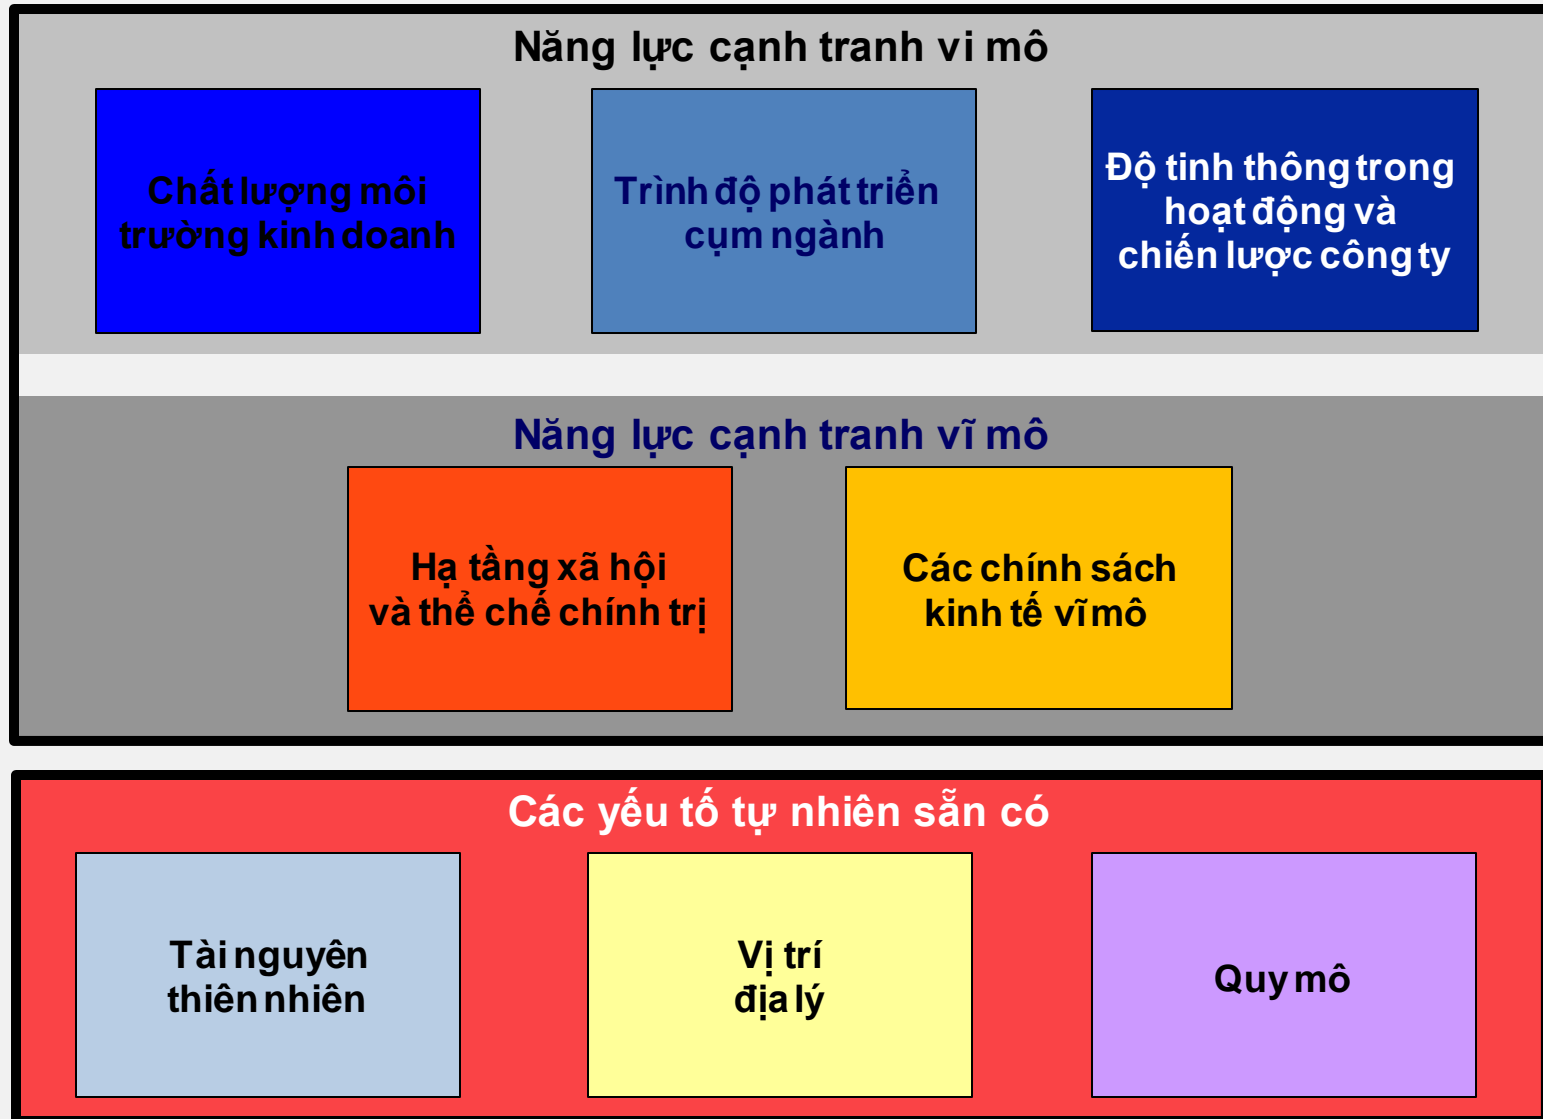 Năng lực cạnh tranh vi mô
Chất lượng môi
trường kinh doanh
Trình độ phát triển
cụm ngành
Độ tinh thông trong
hoạt động và
chiến lược công ty
Năng lực cạnh tranh vĩ mô
Hạ tầng xã hội
và thể chế chính trị
Các chính sách
kinh tế vĩ mô
Các yếu tố tự nhiên sẵn có
Tài nguyên
thiên nhiên
Vị trí
địa lý
Quy mô